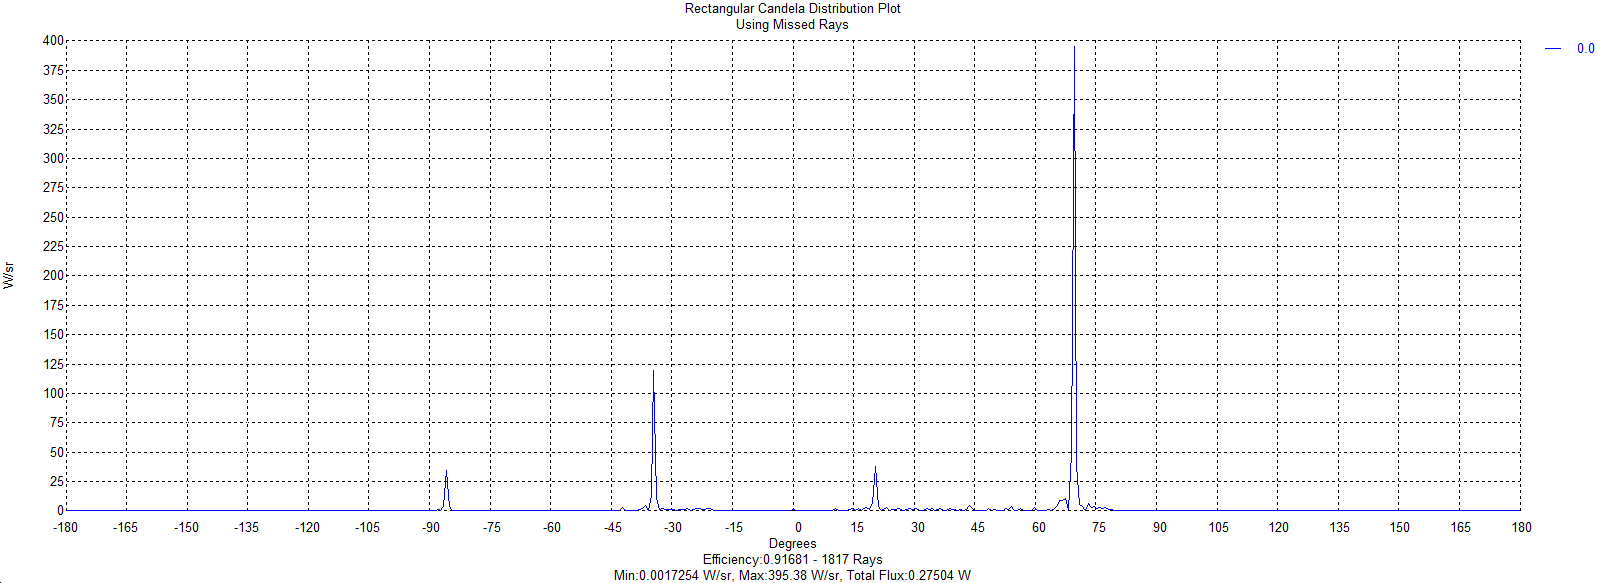 Rectangular Candela Distribution Plot
Using Missed Rays
400
375
350
325
300
275
250
225
200
175
150
125
100
75
50
25
0
W/sr
-180 -165 -150 -135 -120 -105 -90 -75 -60 -45 -30 -15 0 15 30 45 60 75 90 105 120 135 150 165 180
Degrees
Efficiency:0.91681 - 1817 Rays
Min:0.0017254 W/sr, Max:395.38 W/sr, Total Flux:0.27504 W
0.0